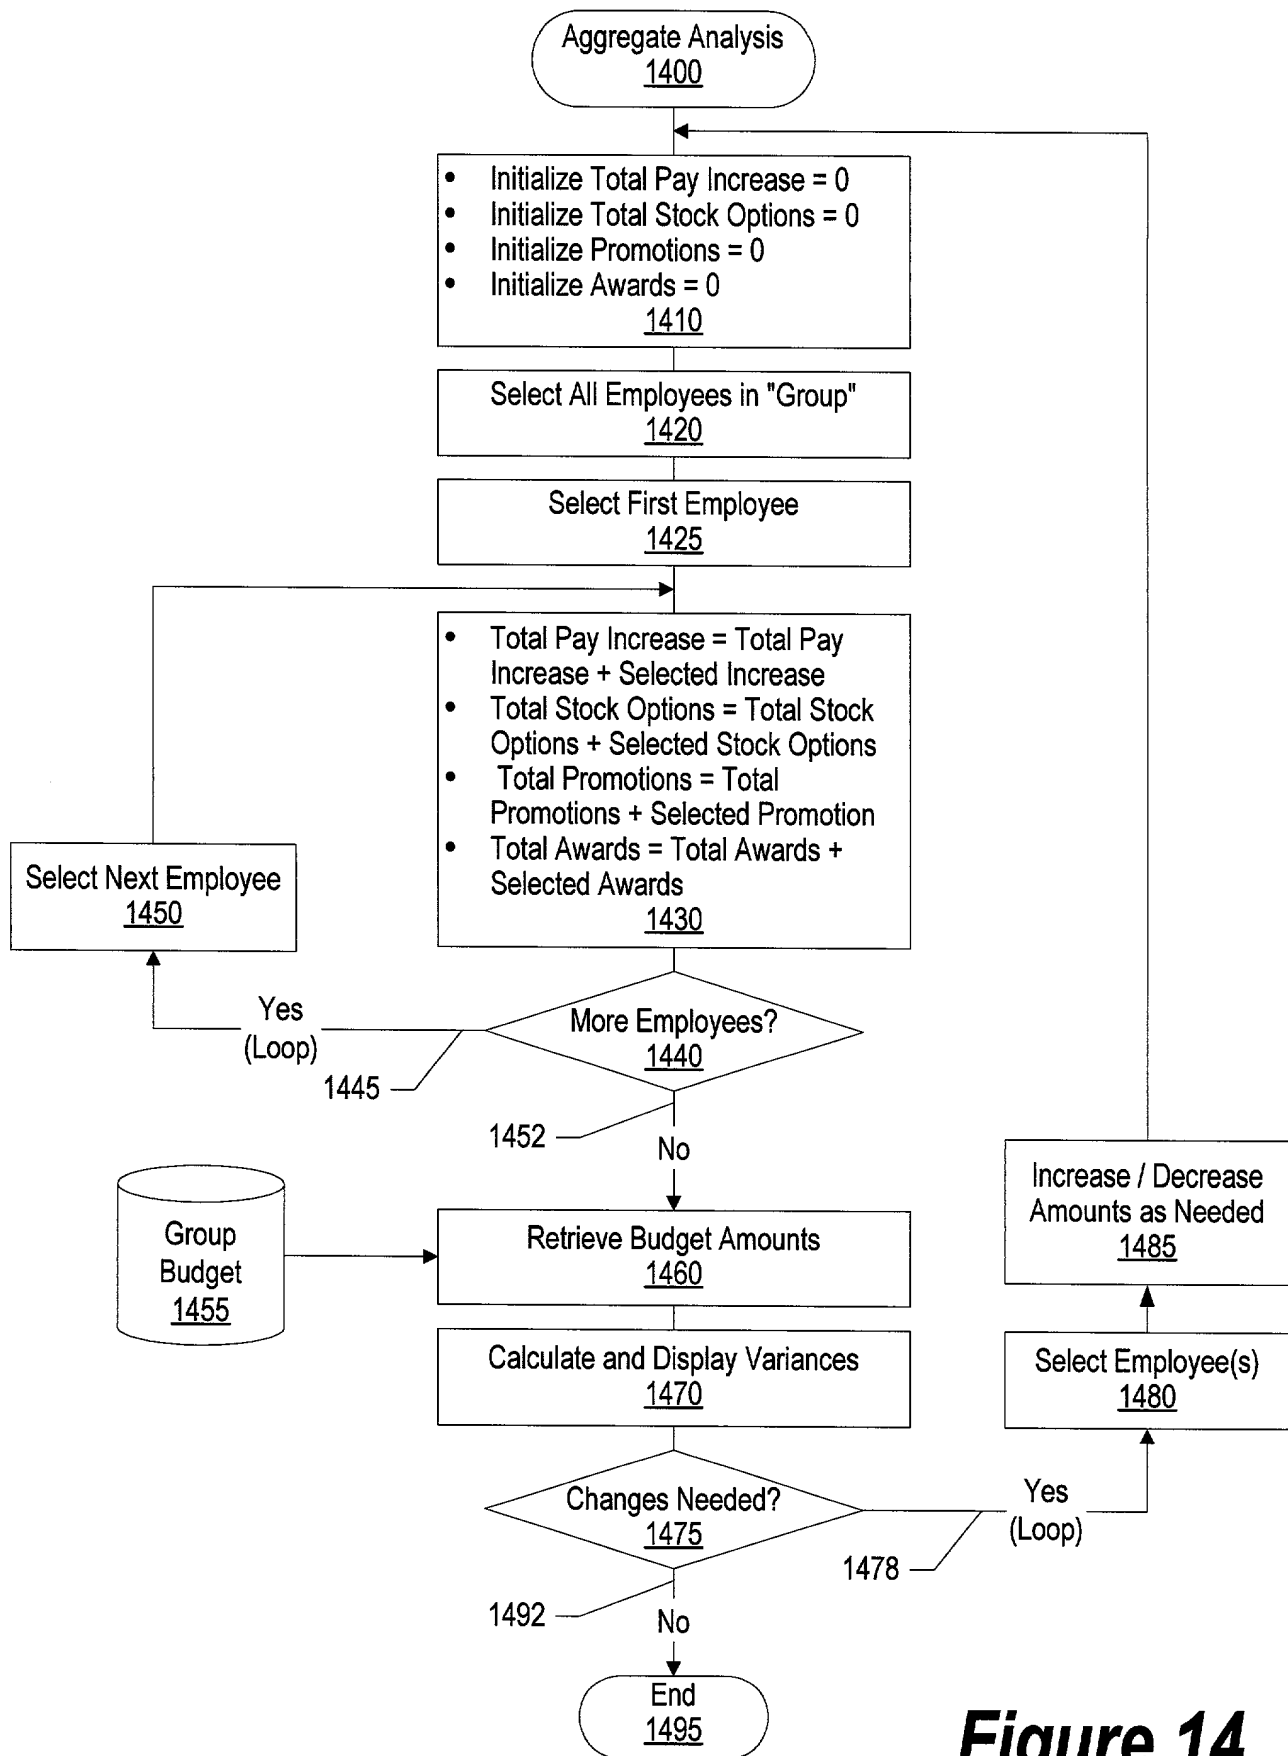 Aggregate Analysis
1400
• Initialize Total Pay Increase = 0
• Initialize Total Stock Options = 0
• Initialize Promotions = 0
• Initialize Awards = 0
1410
Select All Employees in "Group"
1420
Select First Employee
1425
• Total Pay Increase = Total Pay
Increase + Selected Increase
• Total Stock Options = Total Stock
Options + Selected Stock Options
• Total Promotions = Total
Promotions + Selected Promotion
• Total Awards = Total Awards +
Selected Awards
1430
Select Next Employee
1450
More Employees?
1440
Yes
(Loop)
1445
1452
No
Group
Budget
1455
Retrieve Budget Amounts
1460
Calculate and Display Variances
1470
Changes Needed?
1475
Yes
(Loop)
1478
Select Employee(s)
1480
Increase / Decrease
Amounts as Needed
1485
1492
No
End
1495
Figure 14